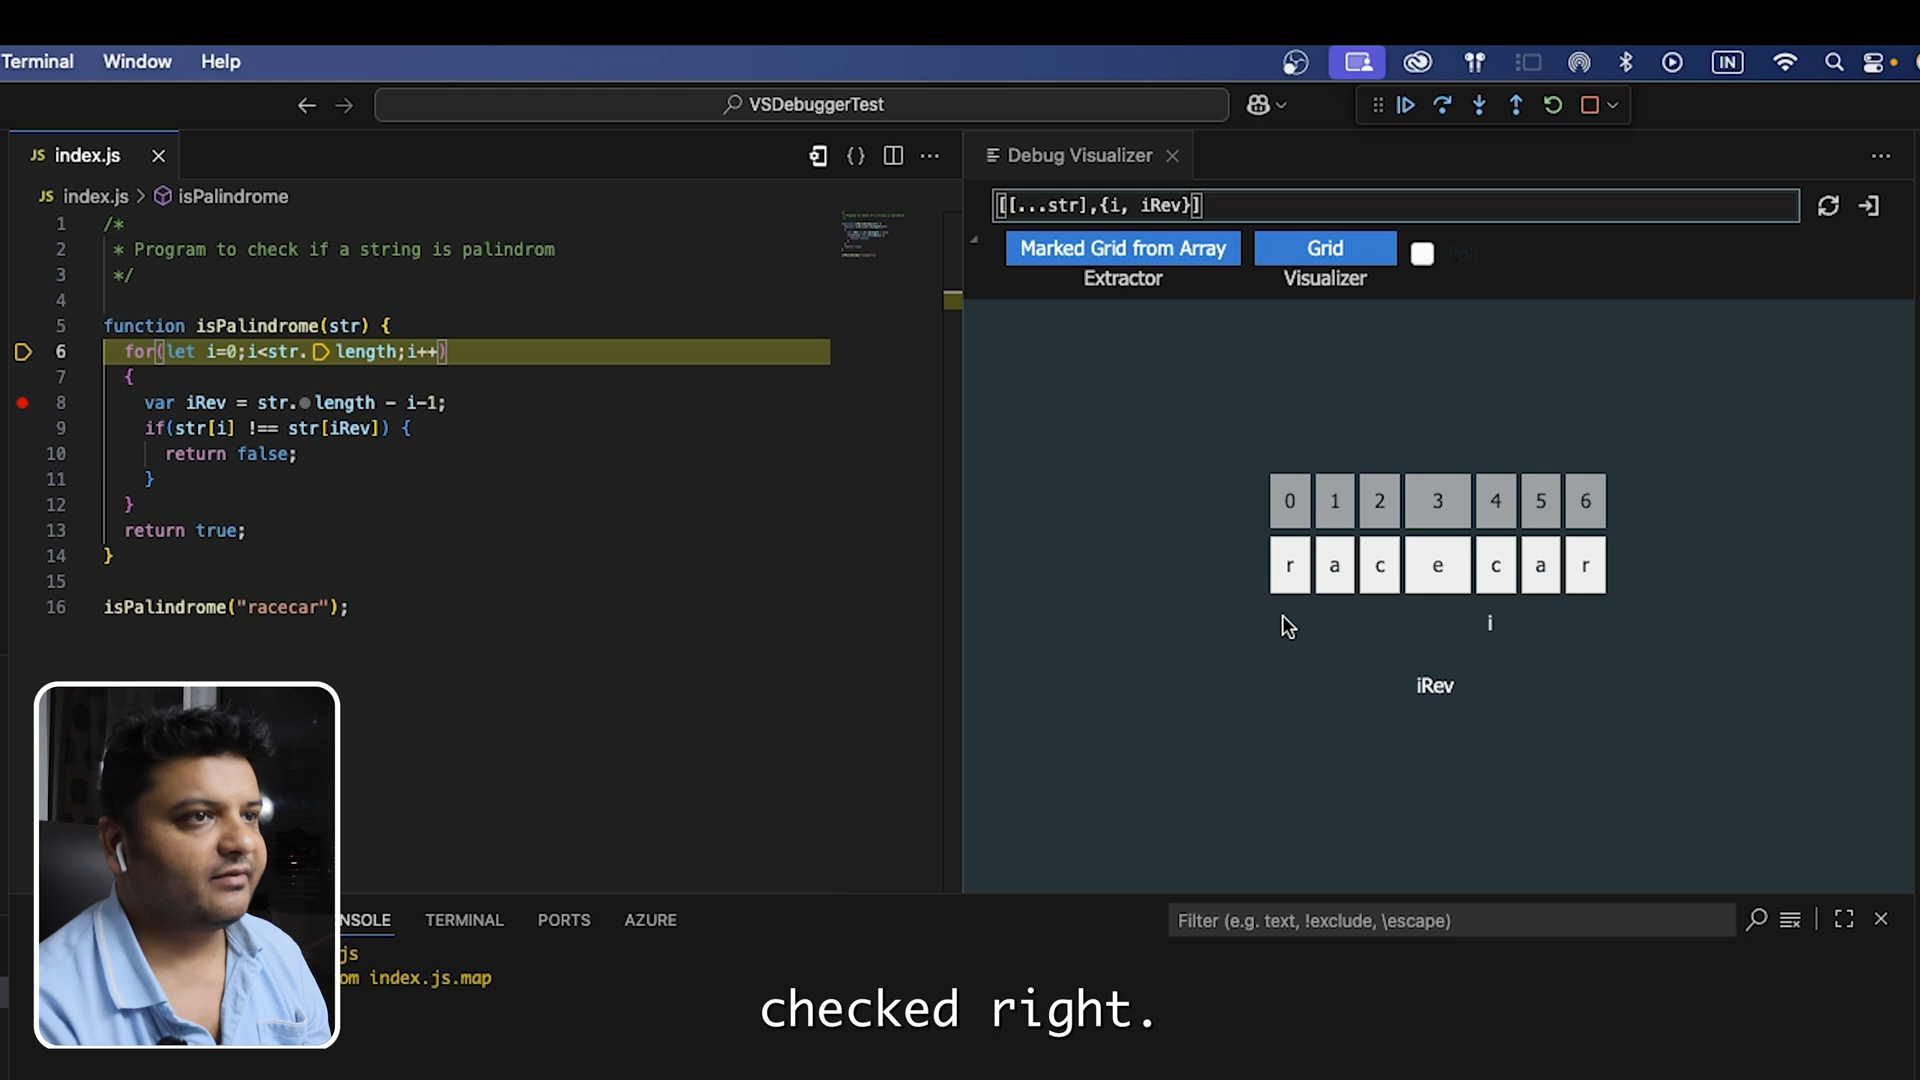 Terminal Window Help
IN
VSDebuggerTest
JS index.js
Debug Visualizer
JS index.js > isPalindrome
[[...str],{i, iRev}]
Marked Grid from Array
Extractor
Grid
Visualizer
Poll
1 /*
2 * Program to check if a string is palindrom
3 */
4
5 function isPalindrome(str) {
6 for(let i=0;i<str.length;i++)
7 {
8 var iRev = str.length - i-1;
9 if(str[i] !== str[iRev]) {
10 return false;
11 }
12 }
13 return true;
14 }
15
16 isPalindrome("racecar");
0 1 2 3 4 5 6
r a c e c a r
i
iRev
NSOLE TERMINAL PORTS AZURE
Filter (e.g. text, !exclude, \escape)
js
om index.js.map
checked right.